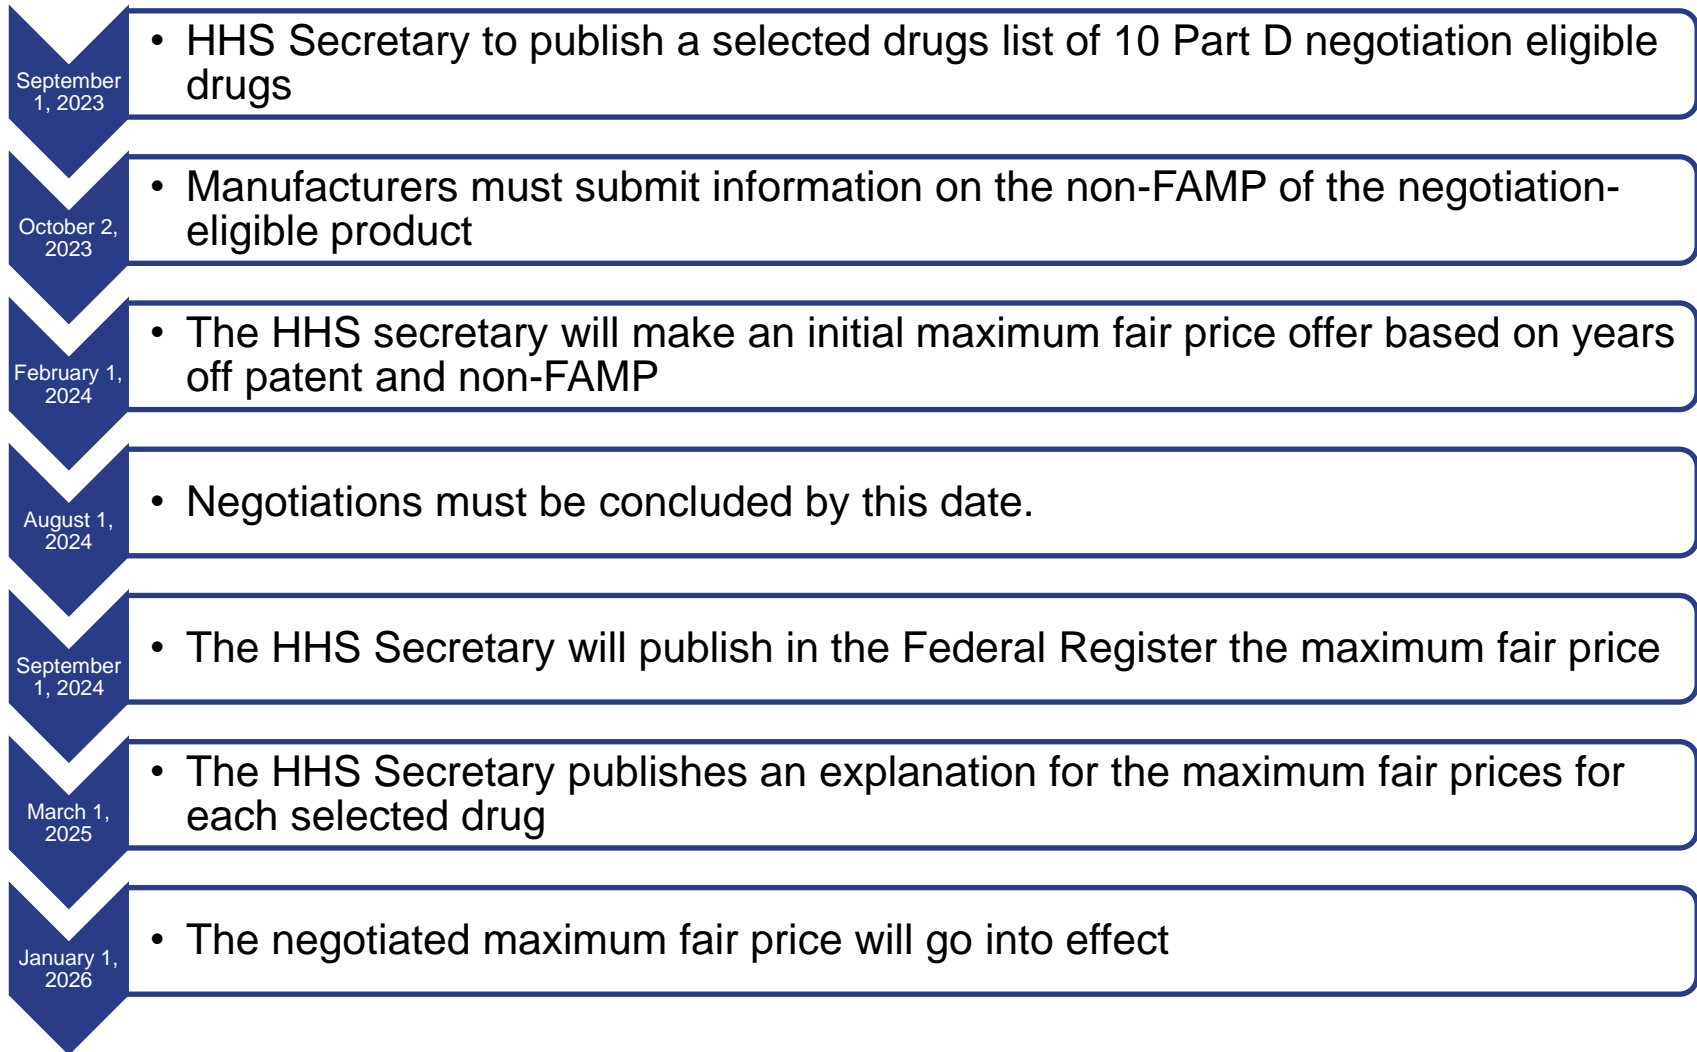 September
1, 2023
• HHS Secretary to publish a selected drugs list of 10 Part D negotiation eligible
drugs
October 2,
2023
• Manufacturers must submit information on the non-FAMP of the negotiation-
eligible product
February 1,
2024
• The HHS secretary will make an initial maximum fair price offer based on years
off patent and non-FAMP
August 1,
2024
• Negotiations must be concluded by this date.
September
1, 2024
• The HHS Secretary will publish in the Federal Register the maximum fair price
March 1,
2025
• The HHS Secretary publishes an explanation for the maximum fair prices for
each selected drug
January 1,
2026
• The negotiated maximum fair price will go into effect